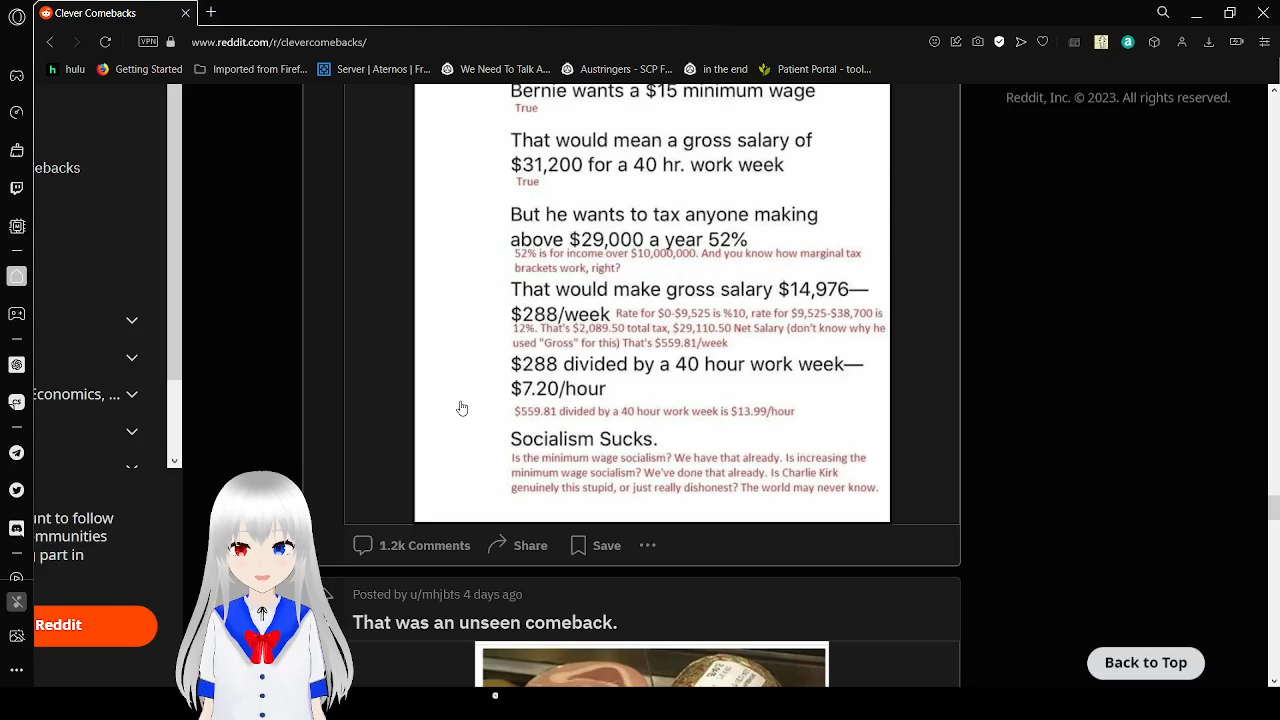 Clever Comebacks
VPN
www.reddit.com/r/clevercomebacks/
hulu
Getting Started
Imported from Firef...
Server | Aternos | Fr...
We Need To Talk A...
Austringers - SCP F...
in the end
Patient Portal - tool...
Bernie wants a $15 minimum wage
True
That would mean a gross salary of
$31,200 for a 40 hr. work week
True
But he wants to tax anyone making
above $29,000 a year 52%
52% is for income over $10,000,000. And you know how marginal tax
brackets work, right?
That would make gross salary $14,976—
$288/week Rate for $0-$9,525 is %10, rate for $9,525-$38,700 is
12%. That's $2,089.50 total tax, $29,110.50 Net Salary (don't know why he
used "Gross" for this) That's $559.81/week
$288 divided by a 40 hour work week—
$7.20/hour
$559.81 divided by a 40 hour work week is $13.99/hour
Socialism Sucks.
Is the minimum wage socialism? We have that already. Is increasing the
minimum wage socialism? We've done that already. Is Charlie Kirk
genuinely this stupid, or just really dishonest? The world may never know.
1.2k Comments
Share
Save
Posted by u/mhjbts 4 days ago
That was an unseen comeback.
Reddit, Inc. © 2023. All rights reserved.
Back to Top
ebacks
Economics, ...
unt to follow
mmunities
part in
Reddit